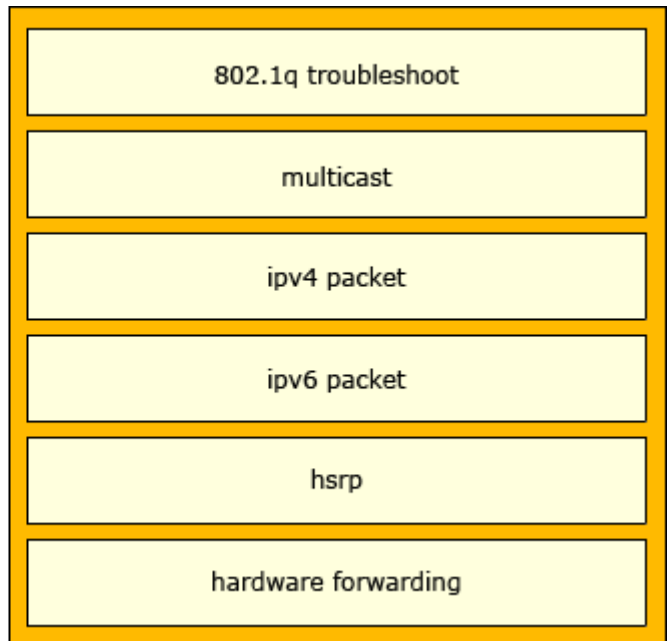 802.1q troubleshoot
multicast
ipv4 packet
ipv6 packet
hsrp
hardware forwarding